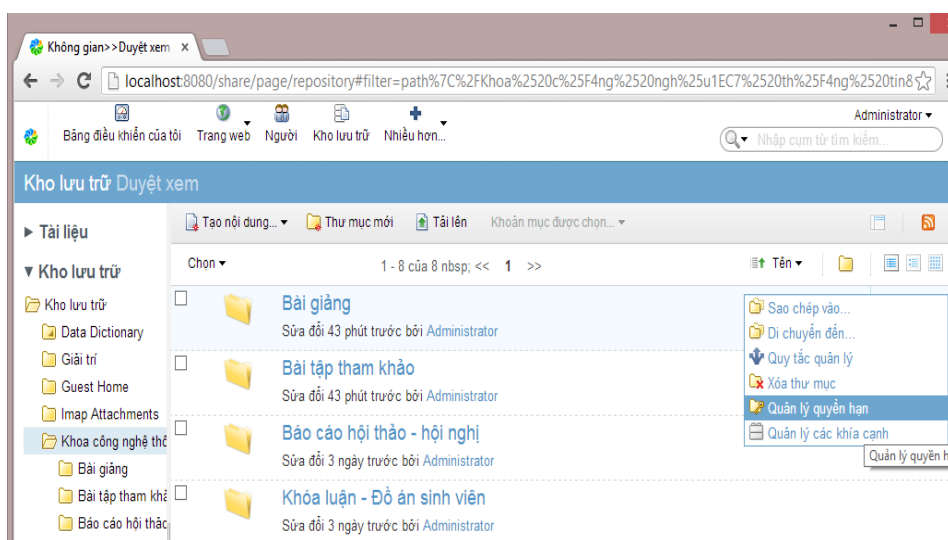 Không gian>>Duyệt xem x
localhost:8080/share/page/repository#filter=path%7C%2FKhoa%2520c%25F4ng%2520ngh%25u1EC7%2520th%25F4ng%2520tin8
Bảng điều khiển của tôi Trang web Người Kho lưu trữ Nhiều hơn...
Administrator
Nhập cụm từ tìm kiếm...
Kho lưu trữ Duyệt xem
Tài liệu
Tạo nội dung... Thư mục mới Tải lên Khoản mục được chọn...
Kho lưu trữ
Chọn 1 - 8 của 8 nbsp; << 1 >> Tên
Kho lưu trữ
Data Dictionary
Giải trí
Guest Home
Imap Attachments
Khoa công nghệ thô
Bài giảng
Bài tập tham khả
Báo cáo hội thảo
Bài giảng
Sửa đổi 43 phút trước bởi Administrator
Bài tập tham khảo
Sửa đổi 43 phút trước bởi Administrator
Báo cáo hội thảo - hội nghị
Sửa đổi 3 ngày trước bởi Administrator
Khóa luận - Đồ án sinh viên
Sửa đổi 3 ngày trước bởi Administrator
Sao chép vào...
Di chuyển đến...
Quy tắc quản lý
Xóa thư mục
Quản lý quyền hạn
Quản lý các khía cạnh
Quản lý quyền h